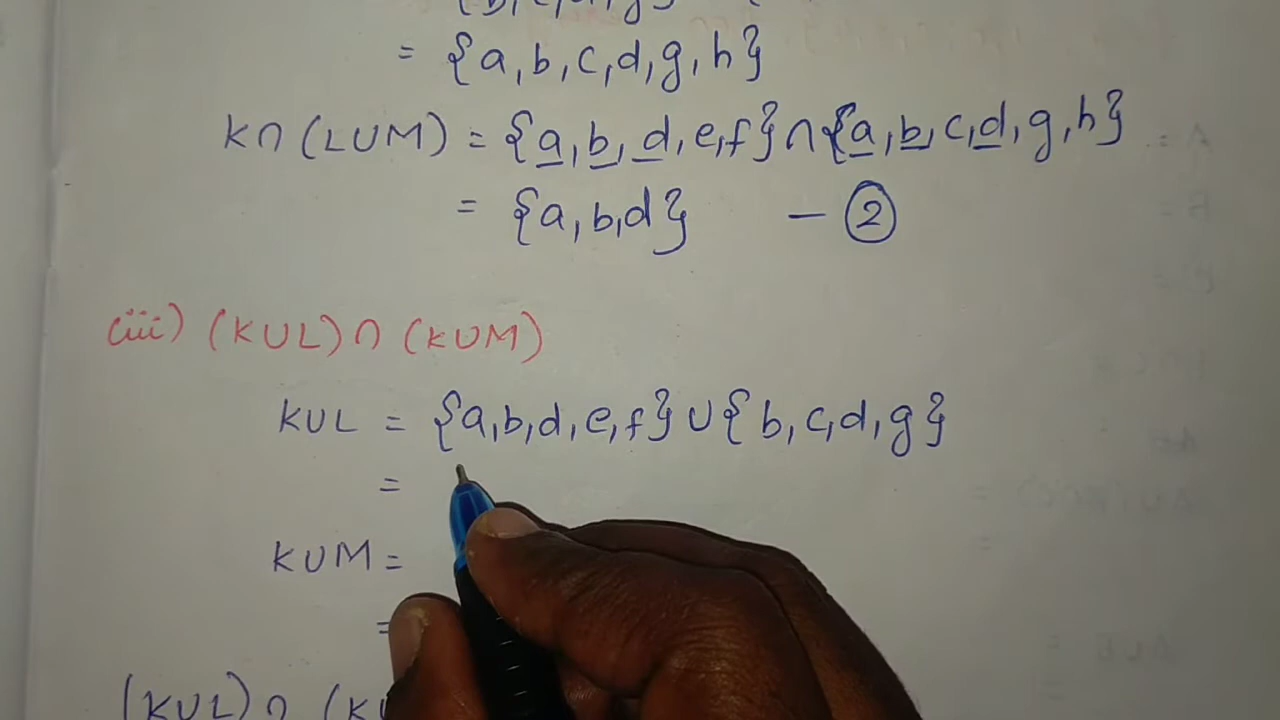 = {a, b, c, d, g, h}
K∩(L∪M) = {a, b, d, e, f}∩{a, b, c, d, g, h}
= {a, b, d} — ②
iii) (K∪L)∩(K∪M)
K∪L = {a, b, d, e, f}∪{b, c, d, g}
=
K∪M =
=
(K∪L)∩